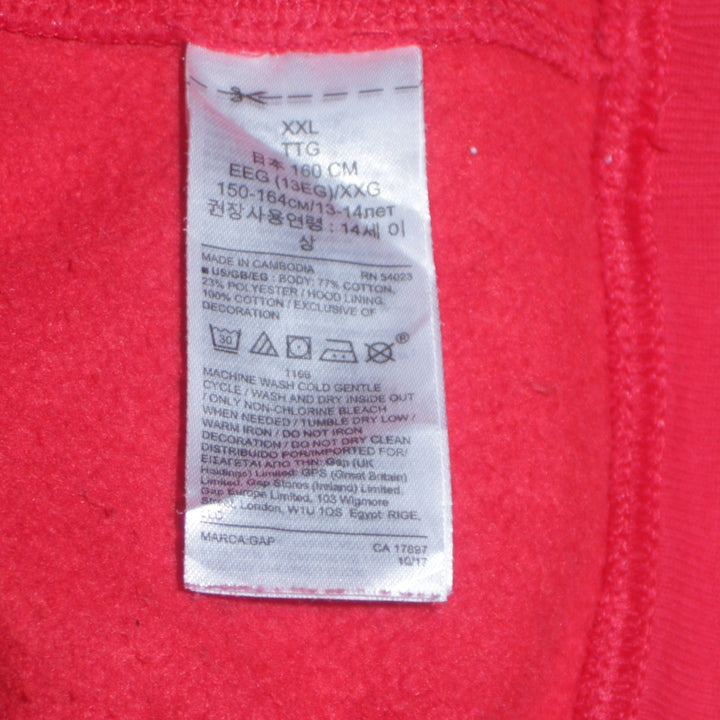 XXL
TTG
日本 160 CM
EEG (13EG)/XXG
150-164см/13-14лет
권장사용연령 : 14세 이
상
MADE IN CAMBODIA RN 54023
■ US/GB/EG : BODY: 77% COTTON,
23% POLYESTER / HOOD LINING:
100% COTTON / EXCLUSIVE OF
DECORATION
30
1166
MACHINE WASH COLD GENTLE
CYCLE / WASH AND DRY INSIDE OUT
/ ONLY NON-CHLORINE BLEACH
WHEN NEEDED / TUMBLE DRY LOW /
WARM IRON / DO NOT IRON
DECORATION / DO NOT DRY CLEAN
DISTRIBUIDO POR/IMPORTED FOR/
ΕΙΣΑΓΕΤΑΙ ΑΠΟ ΤΗΝ: Gap (UK
Holdings) Limited: GPS (Great Britain)
Limited. Gap Stores (Ireland) Limited.
Gap Europe Limited, 103 Wigmore
Street London, W1U 1QS Egypt: RIGE,
MARCA:GAP CA 17897
10/17